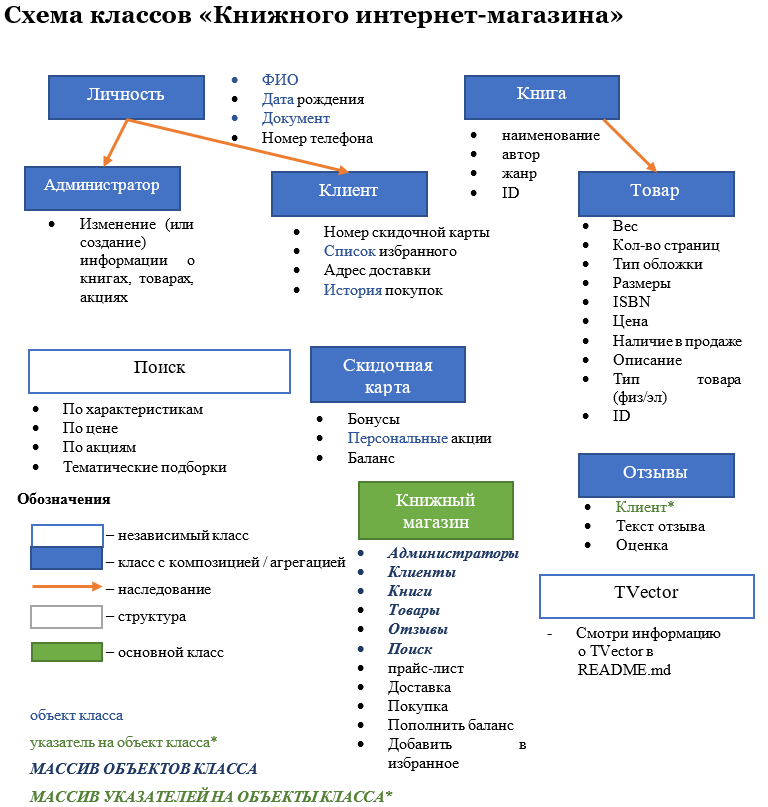 Схема классов «Книжного интернет-магазина»
Личность
• ФИО
• Дата рождения
• Документ
• Номер телефона
Книга
• наименование
• автор
• жанр
• ID
Администратор
• Изменение (или
создание)
информации о
книгах, товарах,
акциях
Клиент
• Номер скидочной карты
• Список избранного
• Адрес доставки
• История покупок
Товар
• Вес
• Кол-во страниц
• Тип обложки
• Размеры
• ISBN
• Цена
• Наличие в продаже
• Описание
• Тип товара
(физ/эл)
• ID
Поиск
• По характеристикам
• По цене
• По акциям
• Тематические подборки
Скидочная
карта
• Бонусы
• Персональные акции
• Баланс
Отзывы
• Клиент*
• Текст отзыва
• Оценка
Обозначения
– независимый класс
– класс с композицией / агрегацией
– наследование
– структура
– основной класс
Книжный
магазин
• Администраторы
• Клиенты
• Книги
• Товары
• Отзывы
• Поиск
• прайс-лист
• Доставка
• Покупка
• Пополнить баланс
• Добавить в
избранное
TVector
- Смотри информацию
о TVector в
README.md
объект класса
указатель на объект класса*
МАССИВ ОБЪЕКТОВ КЛАССА
МАССИВ УКАЗАТЕЛЕЙ НА ОБЪЕКТЫ КЛАССА*